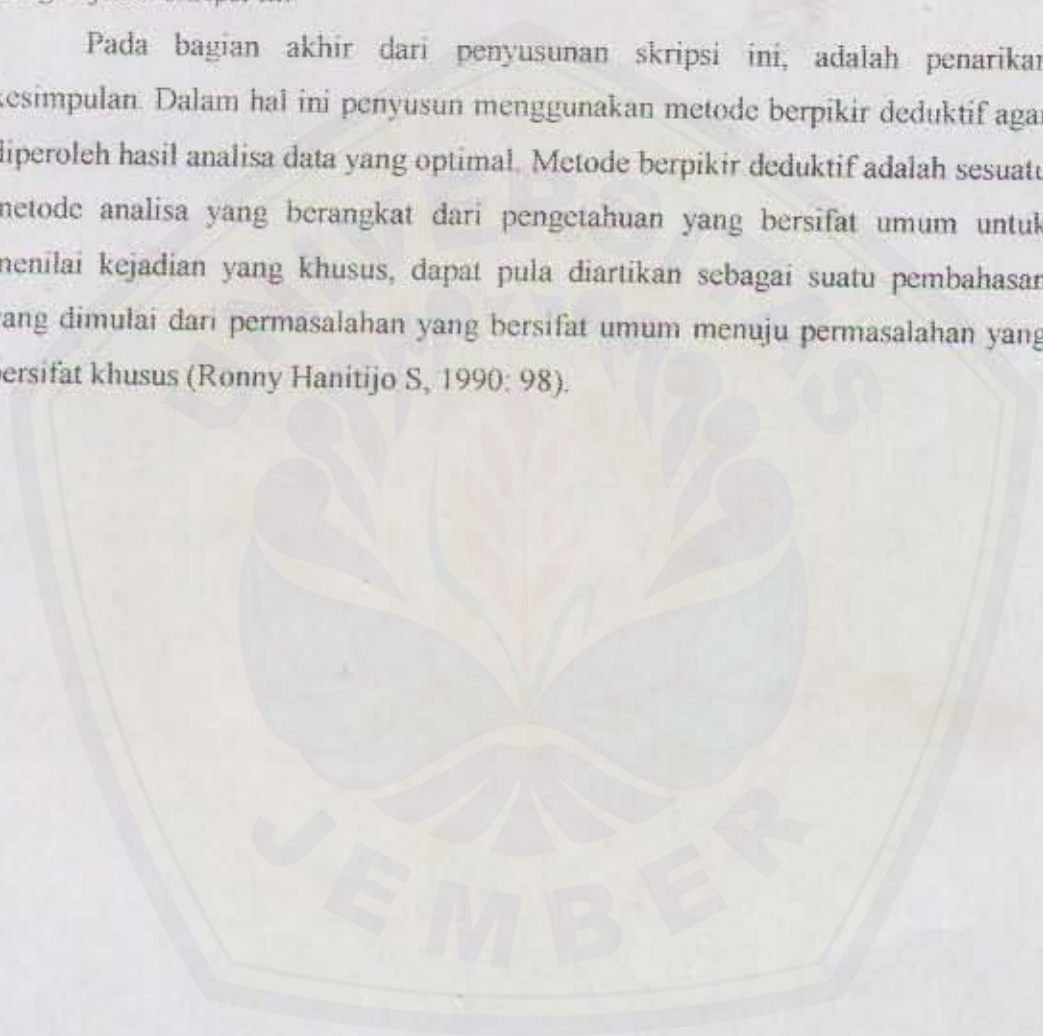 Pada bagian akhir dari penyusunan skripsi ini, adalah penarikan
kesimpulan. Dalam hal ini penyusun menggunakan metode berpikir deduktif agar
diperoleh hasil analisa data yang optimal. Metode berpikir deduktif adalah sesuatu
metode analisa yang berangkat dari pengetahuan yang bersifat umum untuk
menilai kejadian yang khusus, dapat pula diartikan sebagai suatu pembahasan
yang dimulai dari permasalahan yang bersifat umum menuju permasalahan yang
bersifat khusus (Ronny Hanitijo S, 1990: 98).
UNIVERSITAS
JEMBER